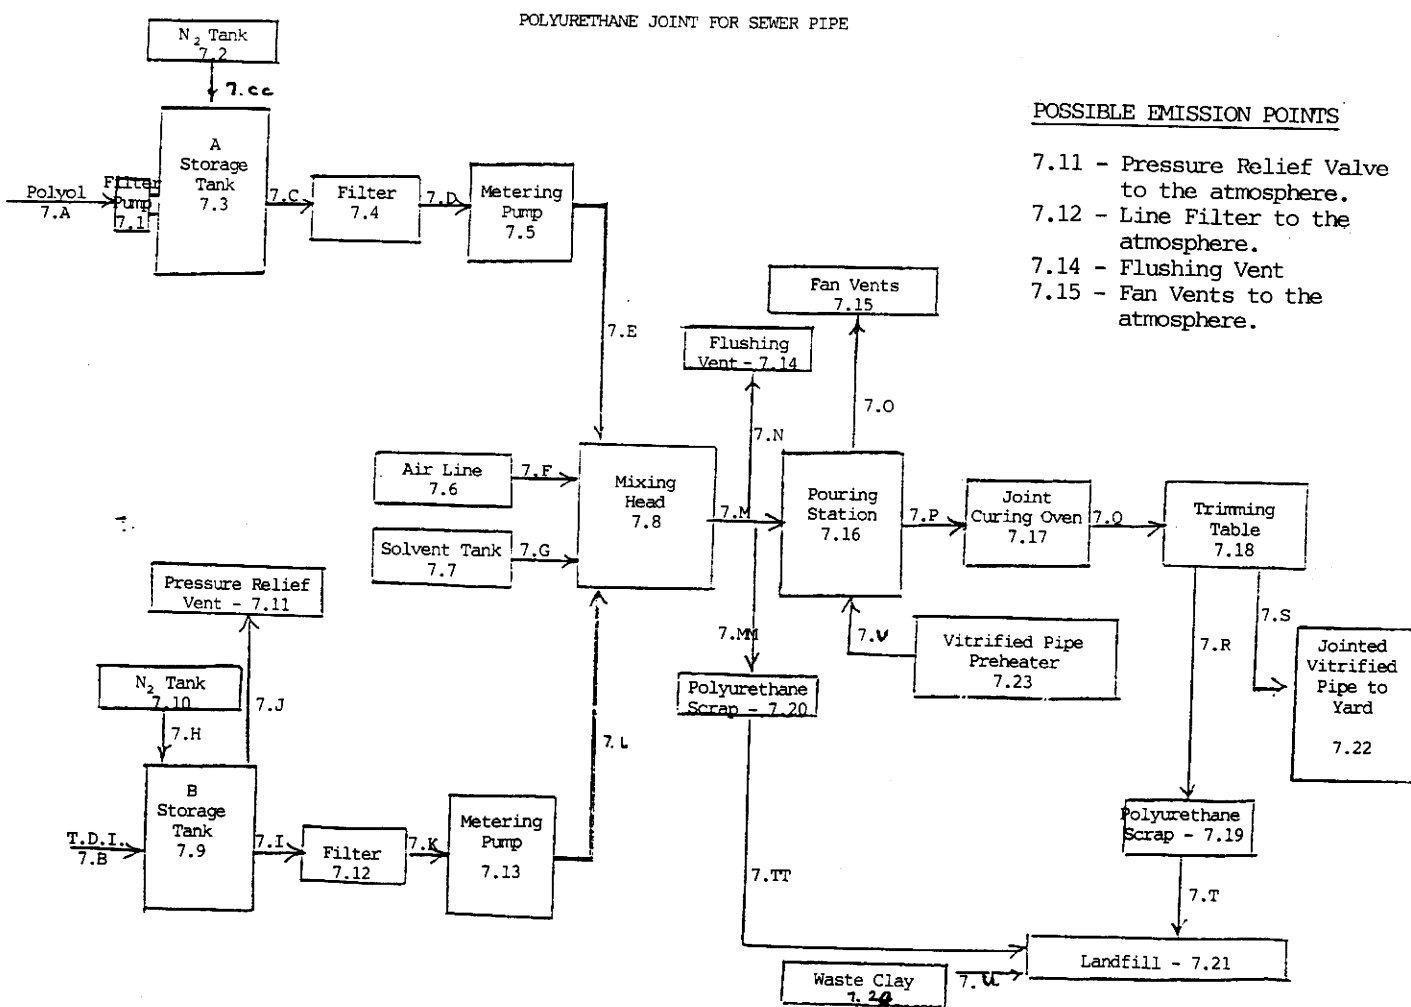 POLYURETHANE JOINT FOR SEWER PIPE
N2 Tank
7.2
7.cc
A
Storage
Tank
7.3
Polyol
7.A
Filter
Pump
7.1
7.C
Filter
7.4
7.D
Metering
Pump
7.5
7.E
POSSIBLE EMISSION POINTS
7.11 - Pressure Relief Valve
to the atmosphere.
7.12 - Line Filter to the
atmosphere.
7.14 - Flushing Vent
7.15 - Fan Vents to the
atmosphere.
Fan Vents
7.15
Flushing
Vent - 7.14
7.O
7.N
Air Line
7.6
7.F
Solvent Tank
7.7
7.G
Mixing
Head
7.8
7.M
Pouring
Station
7.16
7.P
Joint
Curing Oven
7.17
7.Q
Trimming
Table
7.18
Pressure Relief
Vent - 7.11
7.MM
7.V
Vitrified Pipe
Preheater
7.23
7.R
7.S
Jointed
Vitrified
Pipe to
Yard
7.22
N2 Tank
7.10
7.J
7.H
Polyurethane
Scrap - 7.20
7.L
B
Storage
Tank
7.9
T.D.I.
7.B
7.I
Filter
7.12
7.K
Metering
Pump
7.13
Polyurethane
Scrap - 7.19
7.TT
7.T
Landfill - 7.21
Waste Clay
7.U